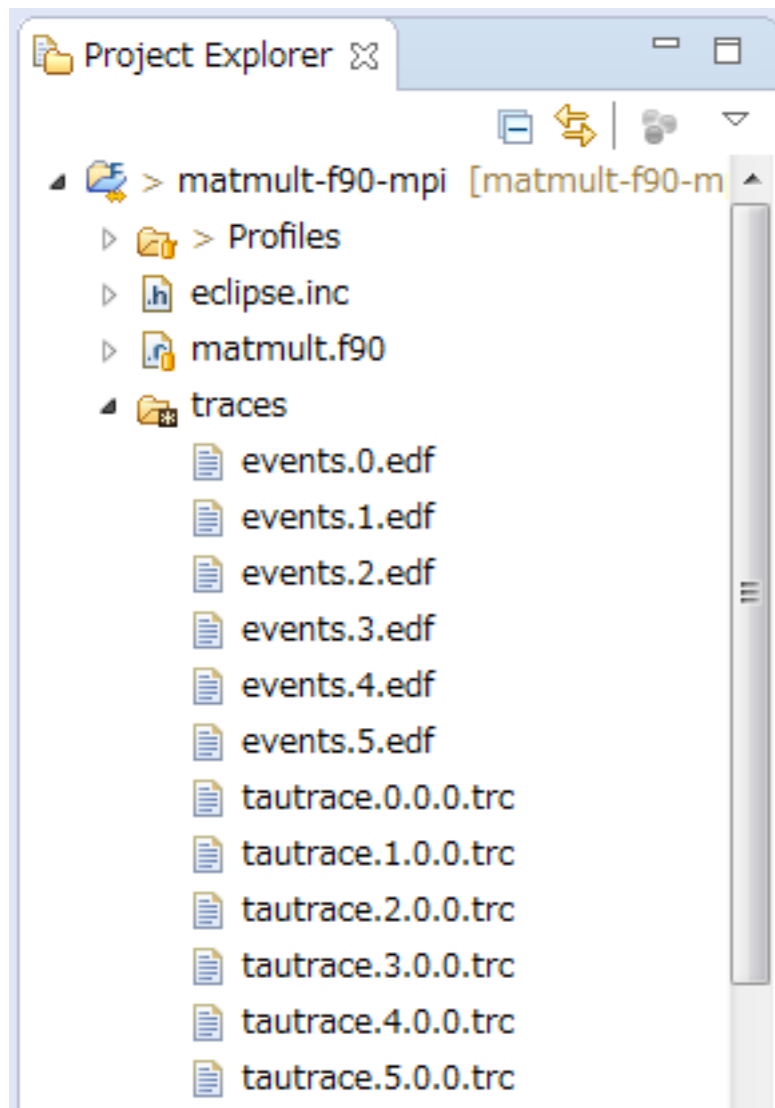 Project Explorer
> matmult-f90-mpi [matmult-f90-m
> Profiles
.h eclipse.inc
matmult.f90
traces
events.0.edf
events.1.edf
events.2.edf
events.3.edf
events.4.edf
events.5.edf
tautrace.0.0.0.trc
tautrace.1.0.0.trc
tautrace.2.0.0.trc
tautrace.3.0.0.trc
tautrace.4.0.0.trc
tautrace.5.0.0.trc